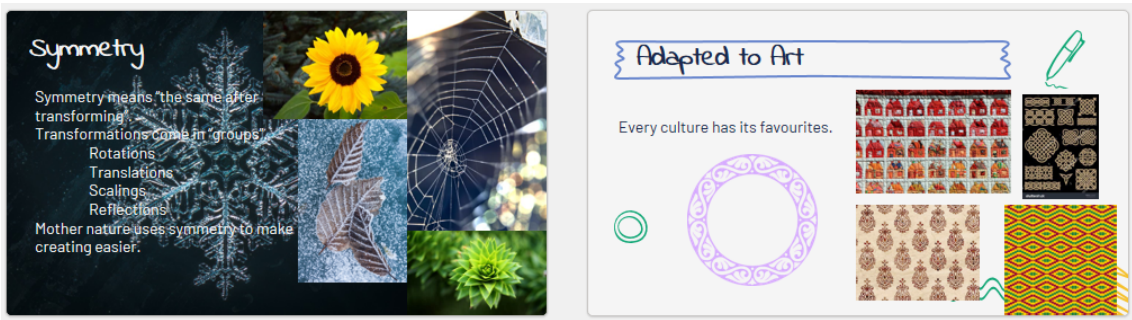 Symmetry
Symmetry means "the same after
transforming".
Transformations come in "groups".
Rotations
Translations
Scalings
Reflections
Mother nature uses symmetry to make
creating easier.
Adapted to Art
Every culture has its favourites.